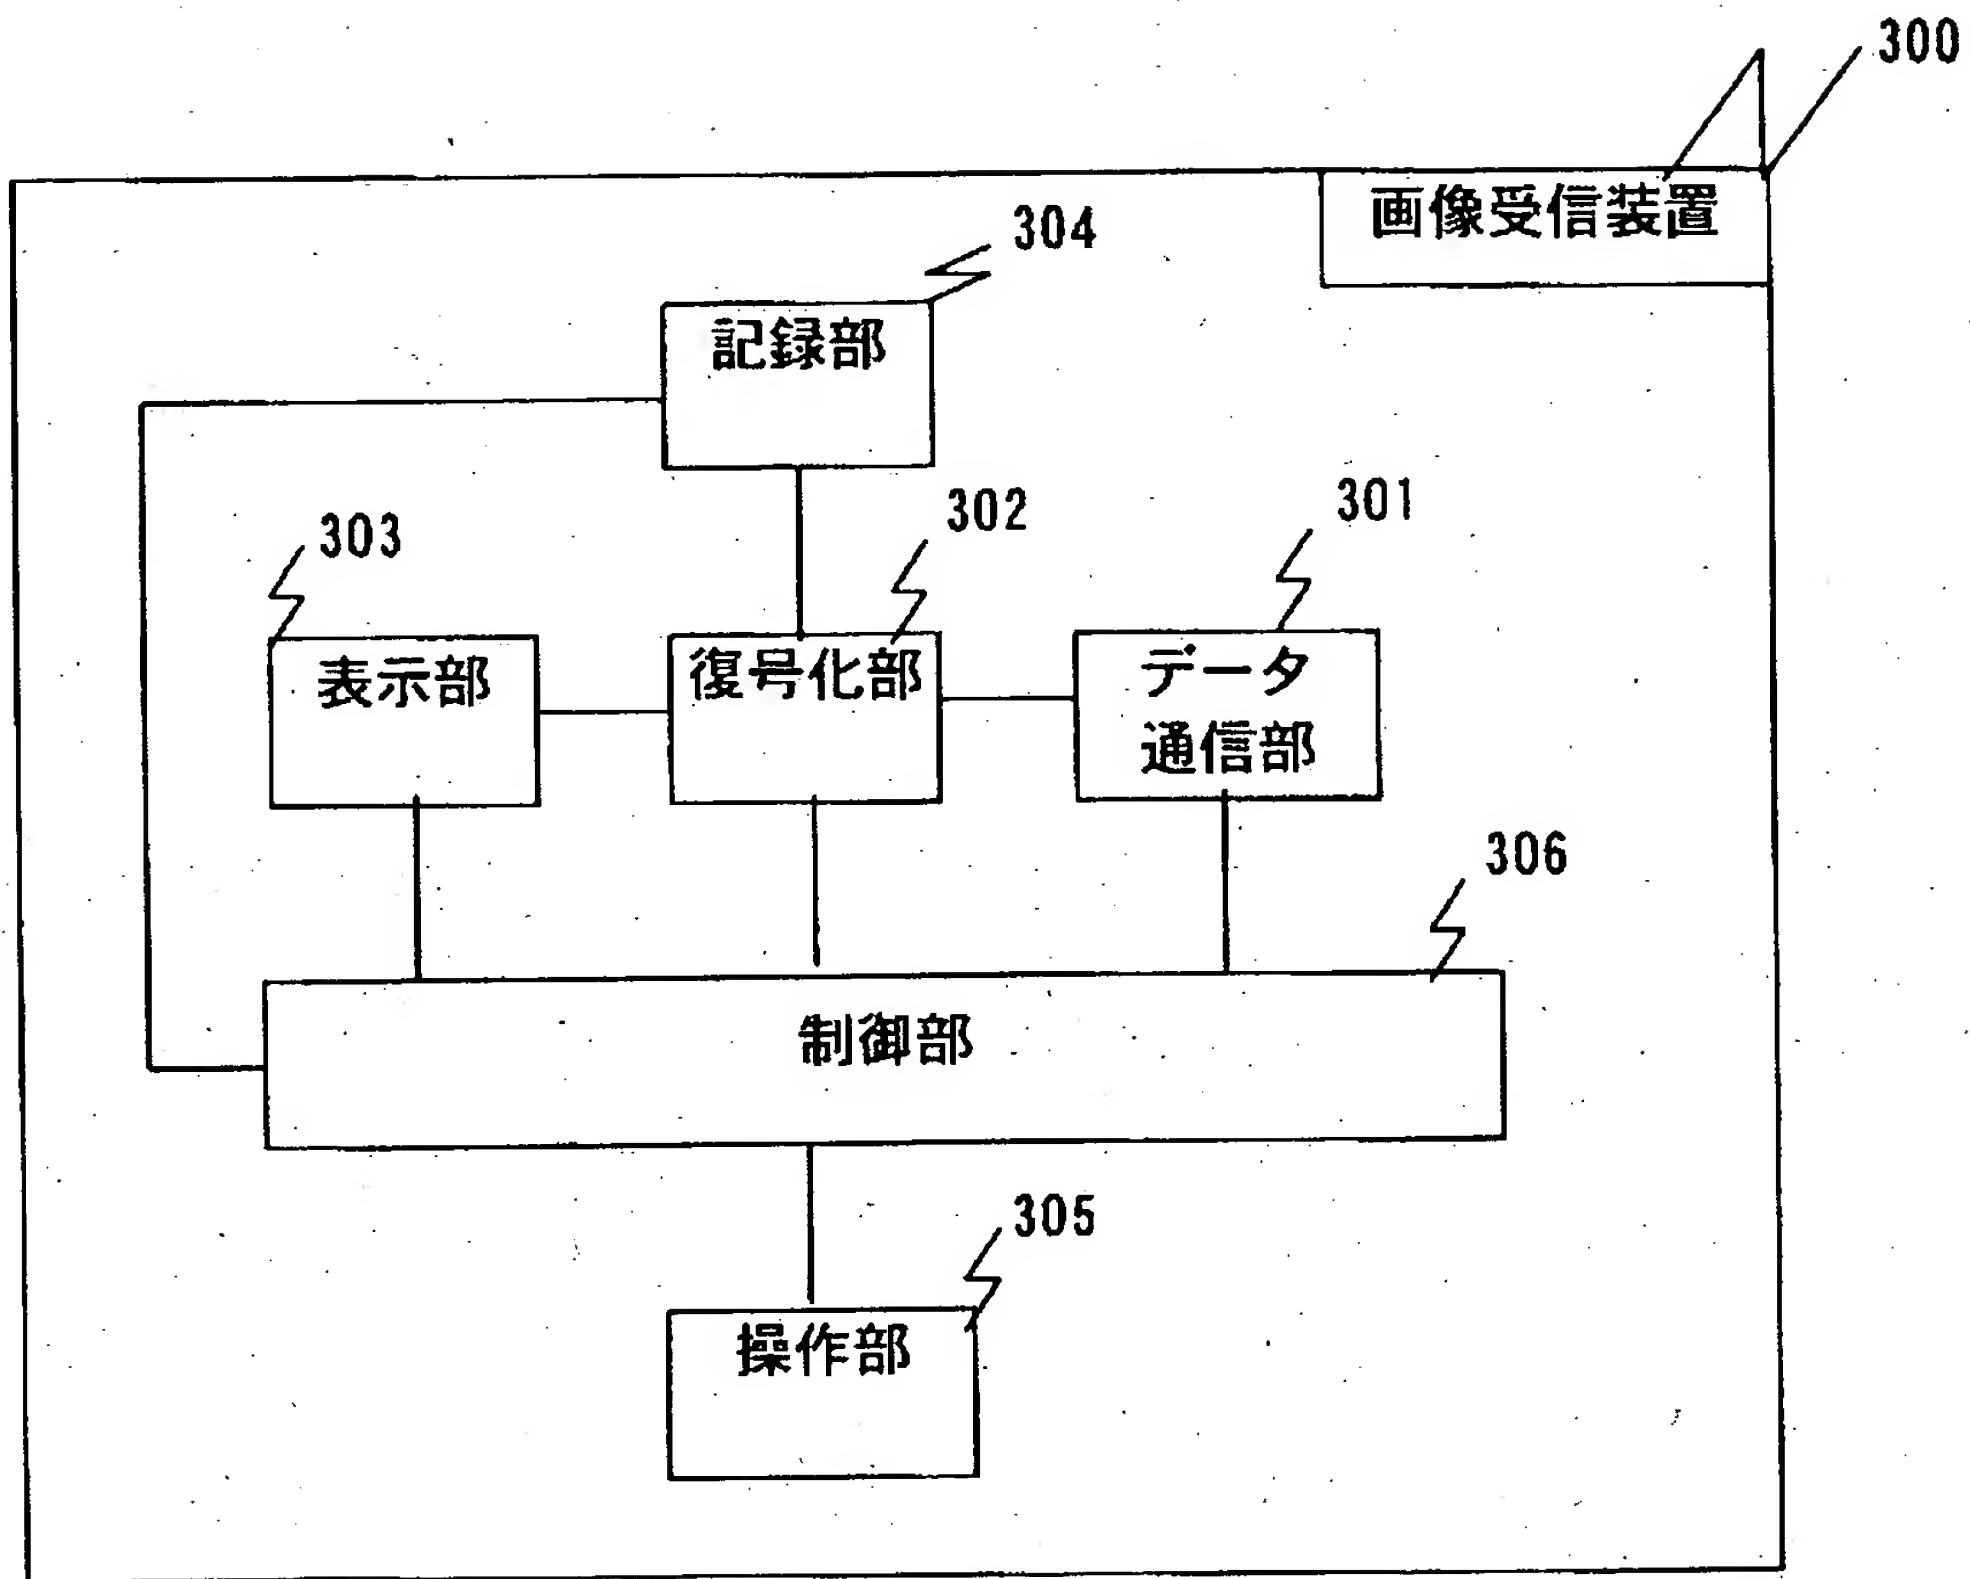 300
画像受信装置
304
記録部
303
302
301
表示部
復号化部
データ
通信部
306
制御部
305
操作部